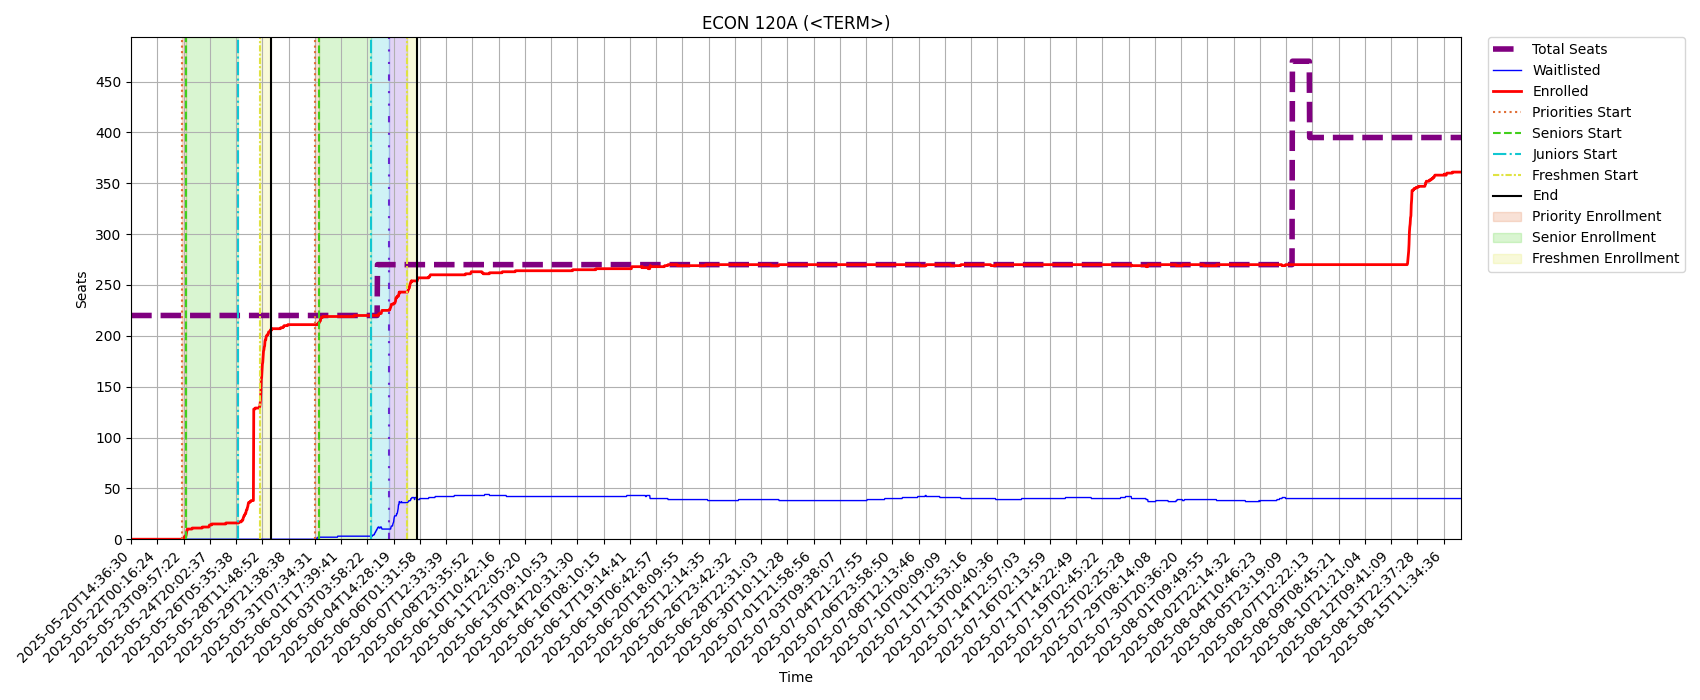 ECON 120A (<TERM>)
Seats
450
400
350
300
250
200
150
100
50
0
2025-05-20T14:36:30
2025-05-22T00:16:24
2025-05-23T09:57:22
2025-05-24T20:02:37
2025-05-26T05:35:38
2025-05-28T11:48:52
2025-05-29T21:38:38
2025-05-31T07:34:31
2025-06-01T17:39:41
2025-06-03T03:58:22
2025-06-04T14:28:19
2025-06-06T01:31:58
2025-06-07T12:33:39
2025-06-08T23:35:52
2025-06-10T10:42:16
2025-06-11T22:05:20
2025-06-13T09:10:53
2025-06-14T20:31:30
2025-06-16T08:10:15
2025-06-17T19:14:41
2025-06-19T06:42:57
2025-06-20T18:09:55
2025-06-25T12:14:35
2025-06-26T23:42:32
2025-06-28T22:31:03
2025-06-30T10:11:28
2025-07-01T21:58:56
2025-07-03T09:38:07
2025-07-04T21:27:55
2025-07-06T23:58:50
2025-07-08T12:13:46
2025-07-10T00:09:09
2025-07-11T11:53:16
2025-07-13T00:40:36
2025-07-14T12:57:03
2025-07-16T02:13:59
2025-07-17T14:22:49
2025-07-19T02:45:22
2025-07-25T02:25:28
2025-07-29T08:14:08
2025-07-30T20:36:20
2025-08-01T09:49:55
2025-08-02T22:14:32
2025-08-04T10:46:23
2025-08-05T23:19:09
2025-08-07T12:22:13
2025-08-09T08:45:21
2025-08-10T21:21:04
2025-08-12T09:41:09
2025-08-13T22:37:28
2025-08-15T11:34:36
Time
Total Seats
Waitlisted
Enrolled
Priorities Start
Seniors Start
Juniors Start
Freshmen Start
End
Priority Enrollment
Senior Enrollment
Freshmen Enrollment